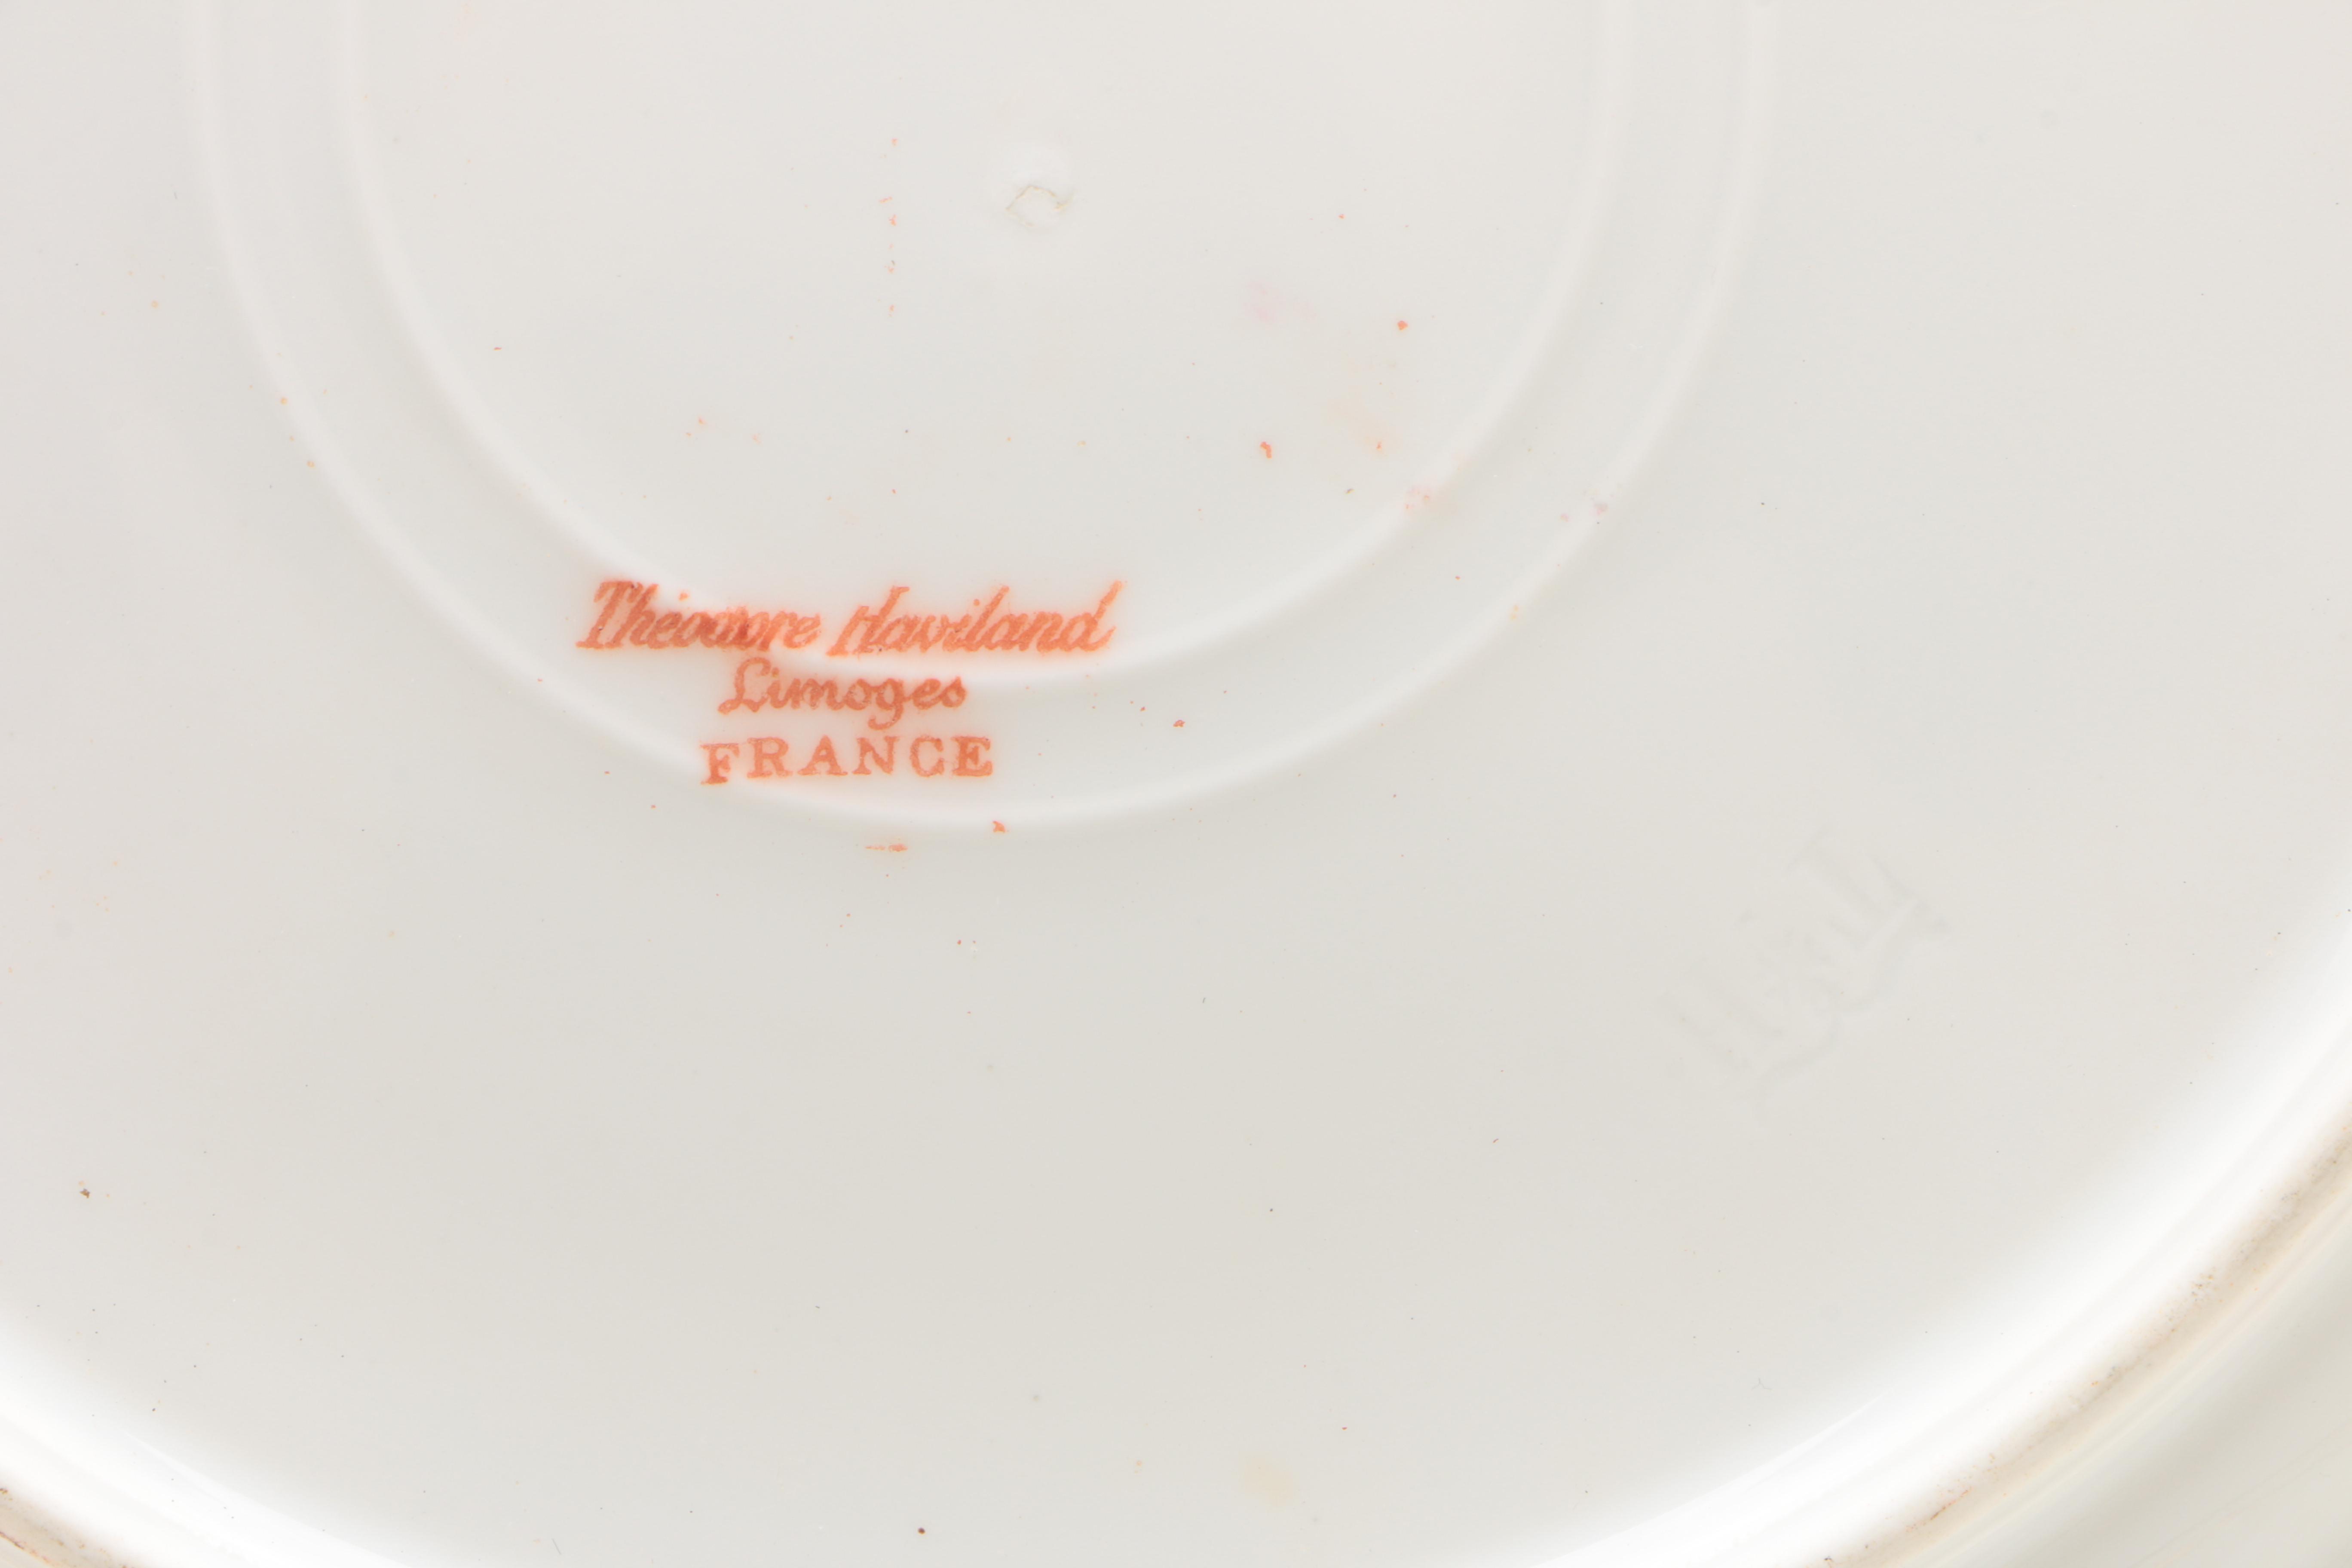 Theodore Haviland
Limoges
FRANCE